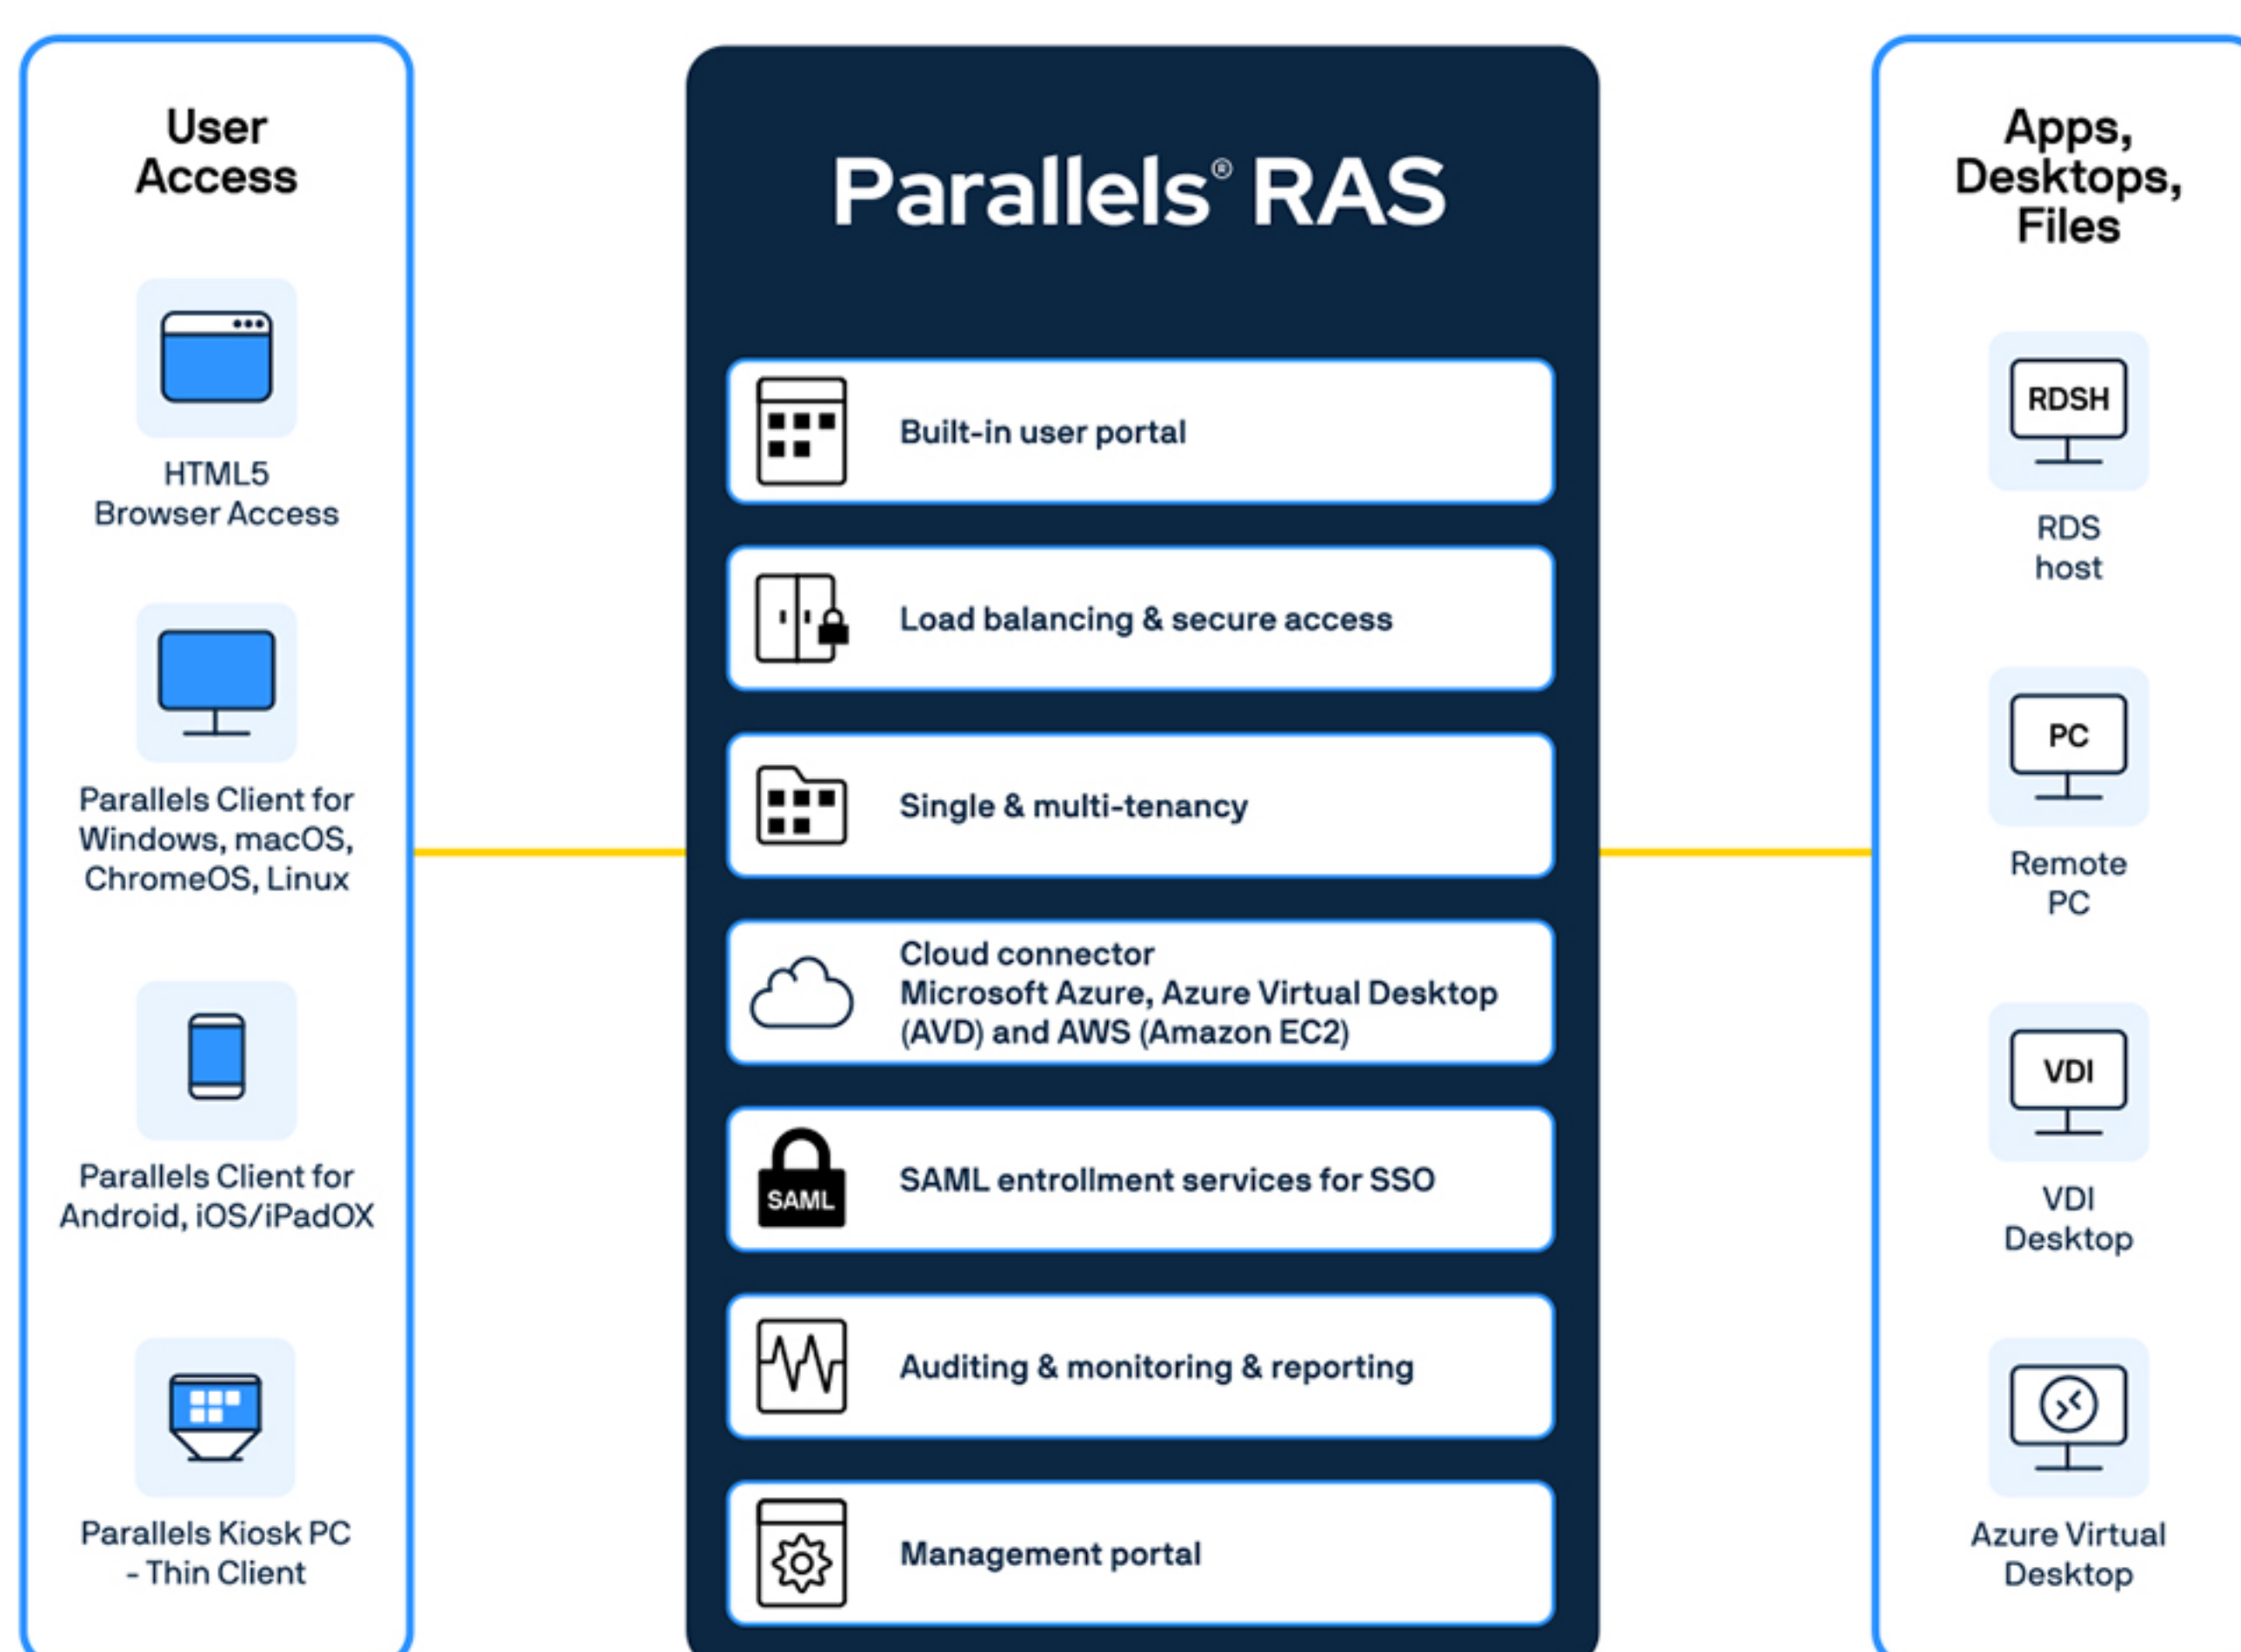 User
Access
HTML5
Browser Access
Parallels Client for
Windows, macOS,
ChromeOS, Linux
Parallels Client for
Android, iOS/iPadOX
Parallels Kiosk PC
- Thin Client
Parallels® RAS
Built-in user portal
Load balancing & secure access
Single & multi-tenancy
Cloud connector
Microsoft Azure, Azure Virtual Desktop
(AVD) and AWS (Amazon EC2)
SAML
SAML entrollment services for SSO
Auditing & monitoring & reporting
Management portal
Apps,
Desktops,
Files
RDSH
RDS
host
PC
Remote
PC
VDI
VDI
Desktop
Azure Virtual
Desktop